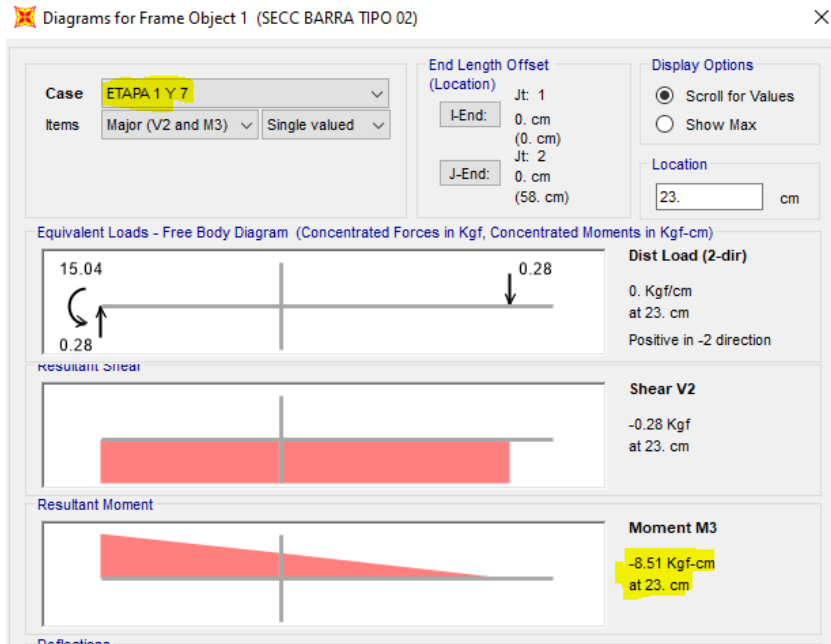 Diagrams for Frame Object 1 (SECC BARRA TIPO 02)
Case ETAPA 1 Y 7
Items Major (V2 and M3) Single valued
End Length Offset
(Location)
Jt: 1
I-End: 0. cm
(0. cm)
Jt: 2
J-End: 0. cm
(58. cm)
Display Options
Scroll for Values
Show Max
Location
23. cm
Equivalent Loads - Free Body Diagram (Concentrated Forces in Kgf, Concentrated Moments in Kgf-cm)
15.04
0.28
0.28
Dist Load (2-dir)
0. Kgf/cm
at 23. cm
Positive in -2 direction
Resultant Shear
Shear V2
-0.28 Kgf
at 23. cm
Resultant Moment
Moment M3
-8.51 Kgf-cm
at 23. cm
Deflections